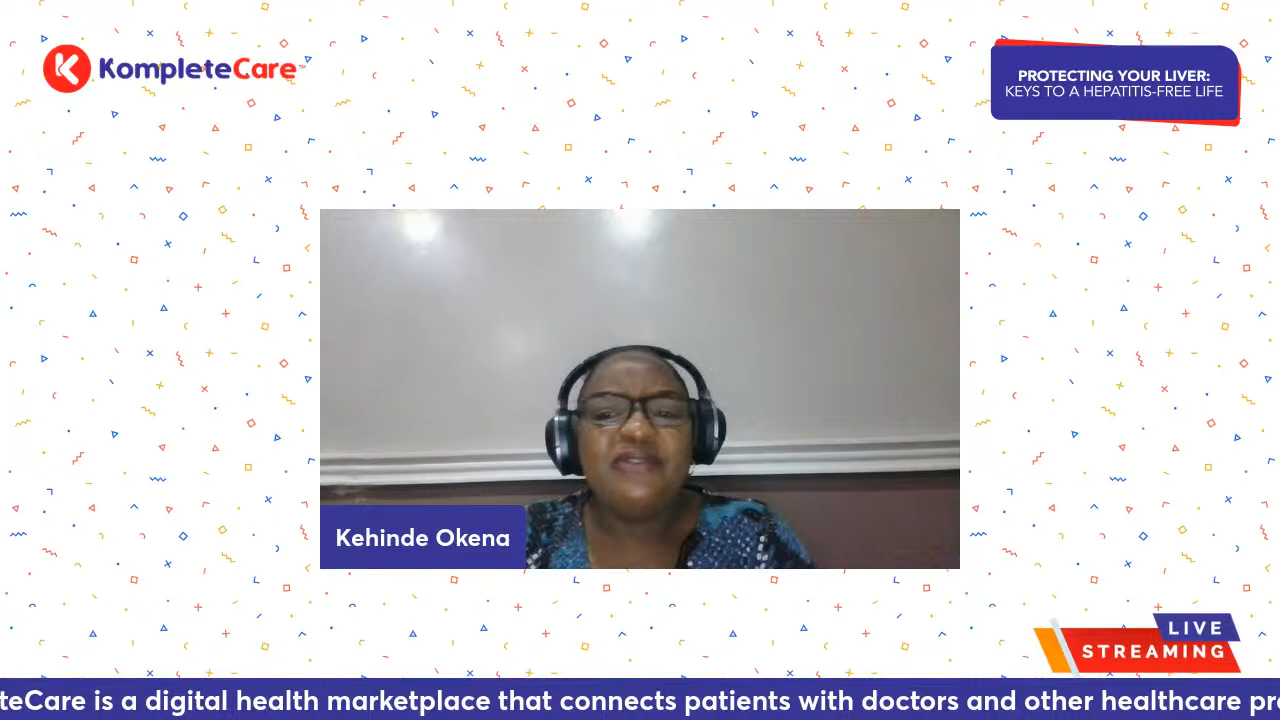 KompleteCare™
PROTECTING YOUR LIVER:
KEYS TO A HEPATITIS-FREE LIFE
Kehinde Okena
LIVE
STREAMING
teCare is a digital health marketplace that connects patients with doctors and other healthcare pr